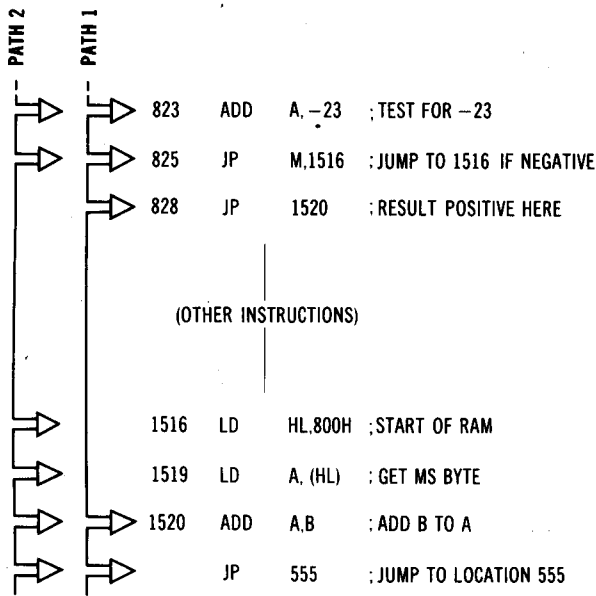 PATH 2
PATH 1
823 ADD A, −23 ; TEST FOR −23
825 JP M,1516 ; JUMP TO 1516 IF NEGATIVE
828 JP 1520 ; RESULT POSITIVE HERE
(OTHER INSTRUCTIONS)
1516 LD HL,800H ; START OF RAM
1519 LD A, (HL) ; GET MS BYTE
1520 ADD A,B ; ADD B TO A
JP 555 ; JUMP TO LOCATION 555